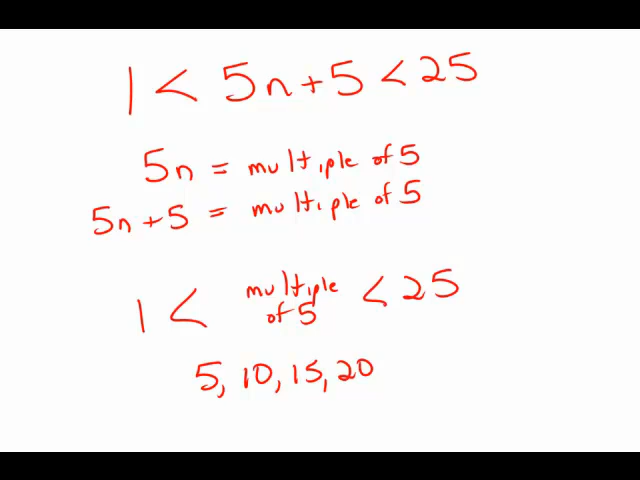 1 < 5n + 5 < 25
5n = multiple of 5
5n + 5 = multiple of 5
1 < multiple of 5 < 25
5, 10, 15, 20